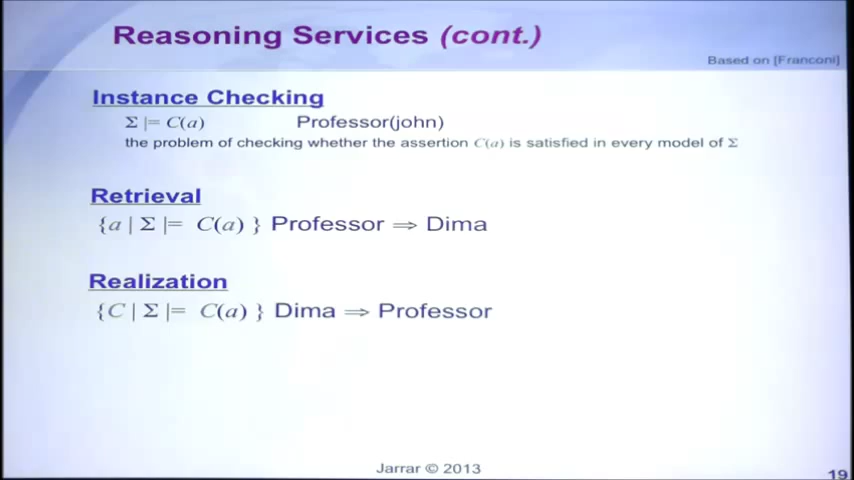 Reasoning Services (cont.)
Based on [Franconi]
Instance Checking
Σ |= C(a) Professor(john)
the problem of checking whether the assertion C(a) is satisfied in every model of Σ
Retrieval
{a | Σ |= C(a) } Professor ⇒ Dima
Realization
{C | Σ |= C(a) } Dima ⇒ Professor
Jarrar © 2013
19